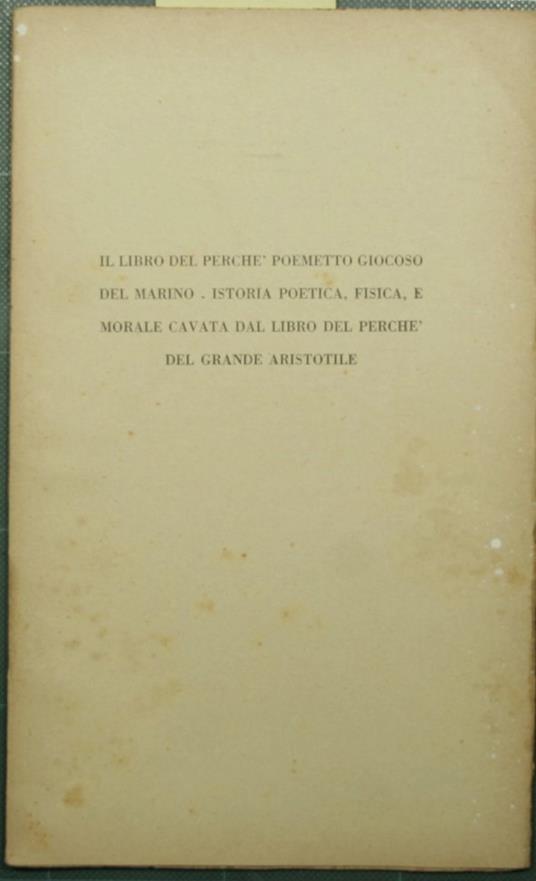 IL LIBRO DEL PERCHE' POEMETTO GIOCOSO
DEL MARINO . ISTORIA POETICA, FISICA, E
MORALE CAVATA DAL LIBRO DEL PERCHE'
DEL GRANDE ARISTOTILE